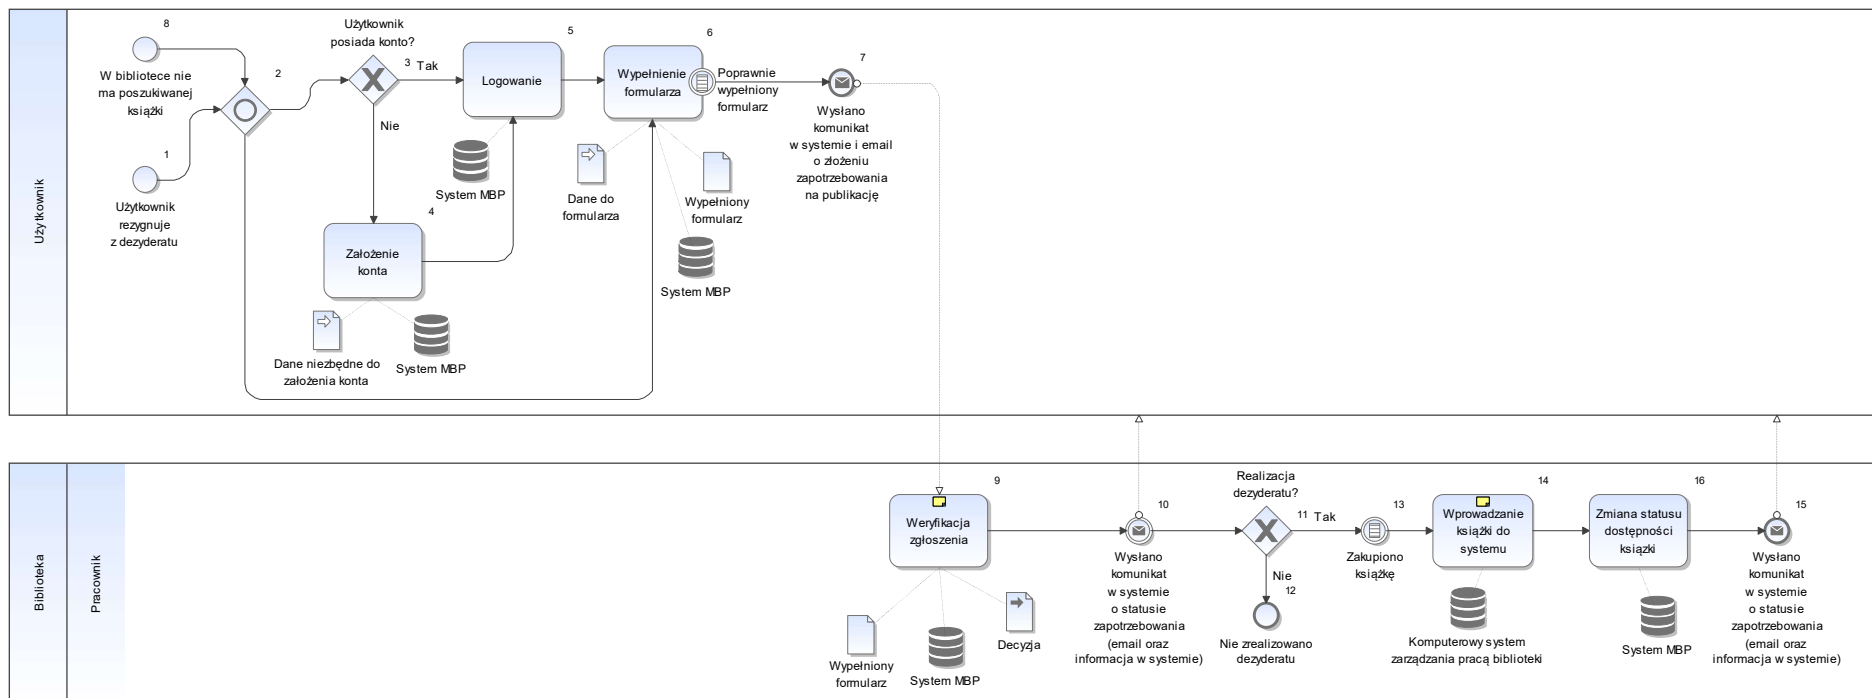 Użytkownik
8
W bibliotece nie
ma poszukiwanej
książki
1
Użytkownik
rezygnuje
z dezyderatu
2
Użytkownik
posiada konto?
3
Tak
Nie
4
Założenie
konta
Dane niezbędne do
założenia konta
System MBP
5
Logowanie
System MBP
6
Wypełnienie
formularza
Dane do
formularza
Wypełniony
formularz
System MBP
Poprawnie
wypełniony
formularz
7
Wysłano
komunikat
w systemie i email
o złożeniu
zapotrzebowania
na publikację
Biblioteka
Pracownik
9
Weryfikacja
zgłoszenia
Wypełniony
formularz
System MBP
Decyzja
10
Wysłano
komunikat
w systemie
o statusie
zapotrzebowania
(email oraz
informacja w systemie)
Realizacja
dezyderatu?
11
Tak
Nie
12
Nie zrealizowano
dezyderatu
13
Zakupiono
książkę
14
Wprowadzanie
książki do
systemu
Komputerowy system
zarządzania pracą biblioteki
16
Zmiana statusu
dostępności
ksiązki
System MBP
15
Wysłano
komunikat
w systemie
o statusie
zapotrzebowania
(email oraz
informacja w systemie)